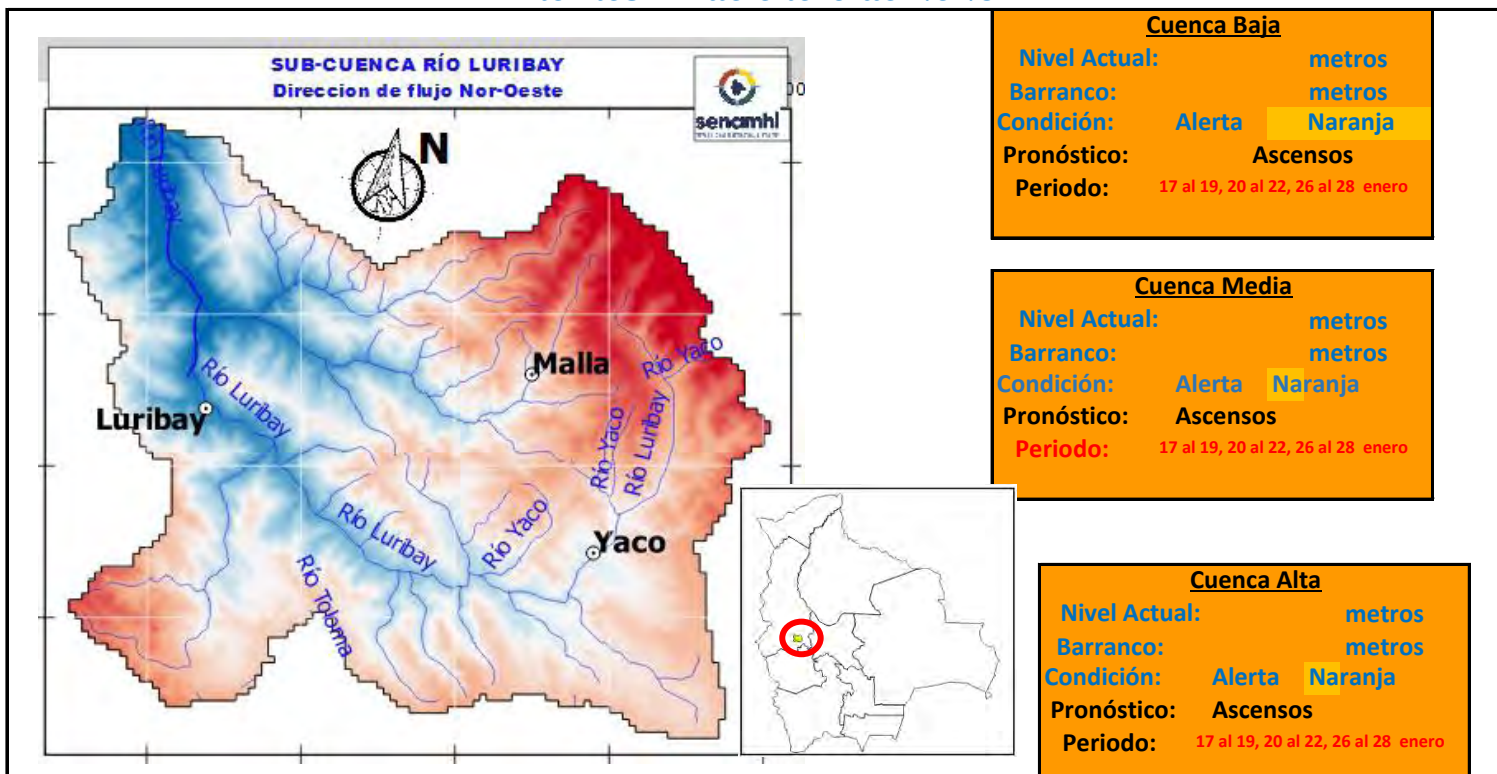 SUB-CUENCA RÍO LURIBAY
Direccion de flujo Nor-Oeste
senamhi
00
N
Río Luribay
Malla
Río Yaco
Luribay
Río Luribay
Río Yaco
Río Luribay
Río Luribay
Río Yaco
Yaco
Río Tolama
Cuenca Baja
Nivel Actual: metros
Barranco: metros
Condición: Alerta Naranja
Pronóstico: Ascensos
Periodo: 17 al 19, 20 al 22, 26 al 28 enero
Cuenca Media
Nivel Actual: metros
Barranco: metros
Condición: Alerta Naranja
Pronóstico: Ascensos
Periodo: 17 al 19, 20 al 22, 26 al 28 enero
Cuenca Alta
Nivel Actual: metros
Barranco: metros
Condición: Alerta Naranja
Pronóstico: Ascensos
Periodo: 17 al 19, 20 al 22, 26 al 28 enero